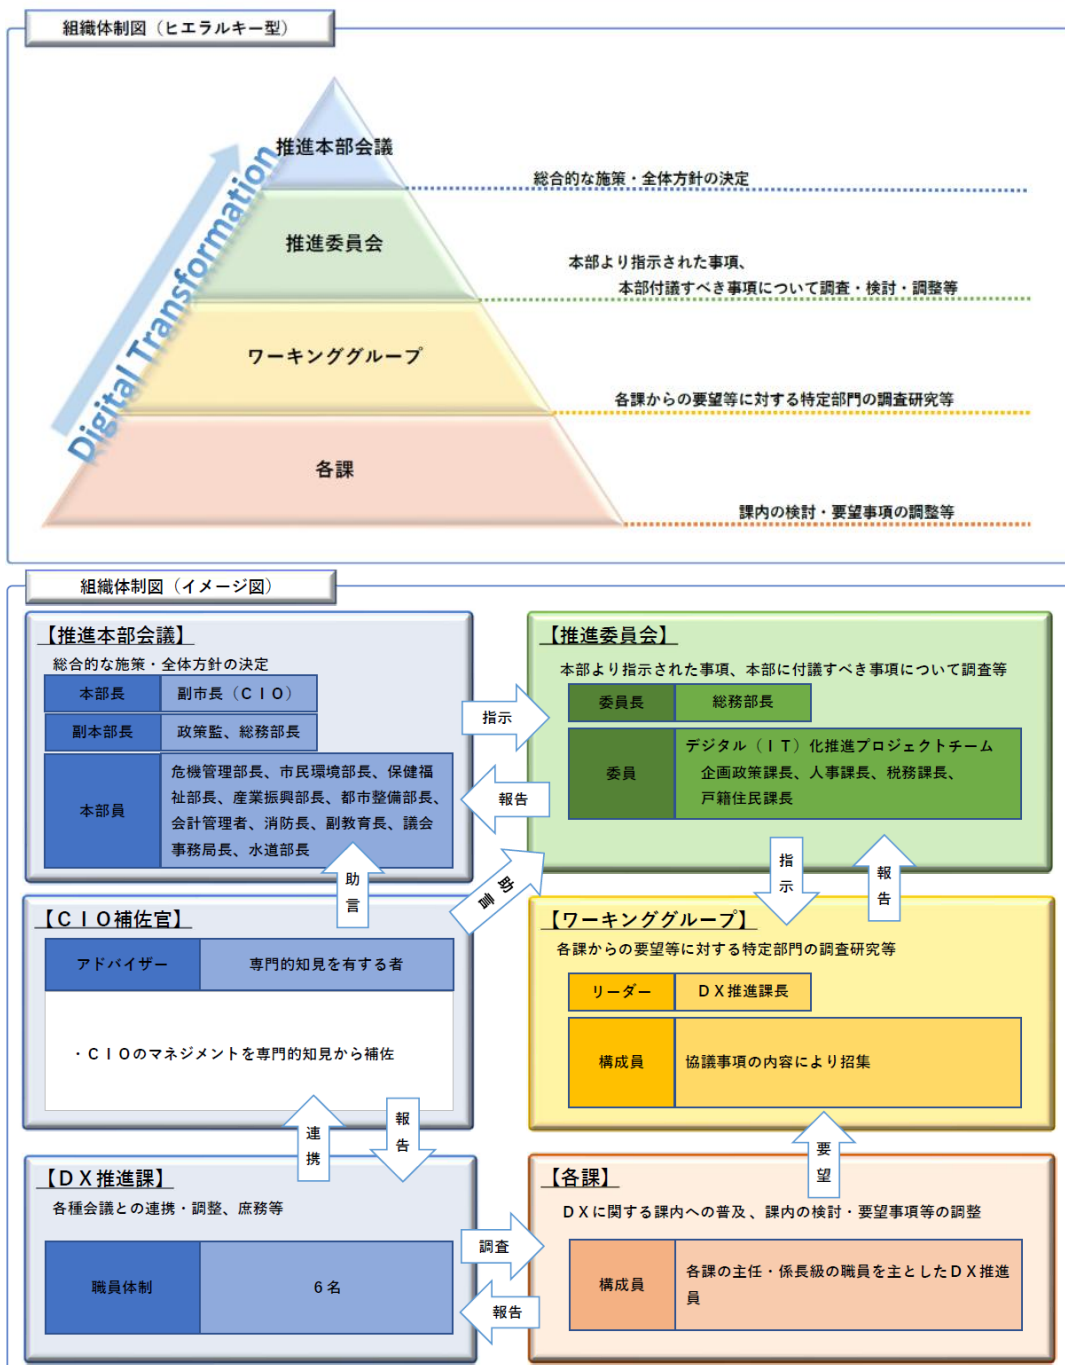 組織体制図（ヒエラルキー型）
Digital Transformation
推進本部会議
総合的な施策・全体方針の決定
推進委員会
本部より指示された事項、
本部付議すべき事項について調査・検討・調整等
ワーキンググループ
各課からの要望等に対する特定部門の調査研究等
各課
課内の検討・要望事項の調整等
組織体制図（イメージ図）
【推進本部会議】
総合的な施策・全体方針の決定
本部長
副市長（ＣＩＯ）
副本部長
政策監、総務部長
本部員
危機管理部長、市民環境部長、保健福
祉部長、産業振興部長、都市整備部長、
会計管理者、消防長、副教育長、議会
事務局長、水道部長
指示
報告
【推進委員会】
本部より指示された事項、本部に付議すべき事項について調査等
委員長
総務部長
委員
デジタル（ＩＴ）化推進プロジェクトチーム
企画政策課長、人事課長、税務課長、
戸籍住民課長
助言
助言
指示
報告
【ＣＩＯ補佐官】
アドバイザー
専門的知見を有する者
・ＣＩＯのマネジメントを専門的知見から補佐
【ワーキンググループ】
各課からの要望等に対する特定部門の調査研究等
リーダー
ＤＸ推進課長
構成員
協議事項の内容により招集
連携
報告
要望
【ＤＸ推進課】
各種会議との連携・調整、庶務等
職員体制
６名
調査
報告
【各課】
ＤＸに関する課内への普及、課内の検討・要望事項等の調整
構成員
各課の主任・係長級の職員を主としたＤＸ推進
員